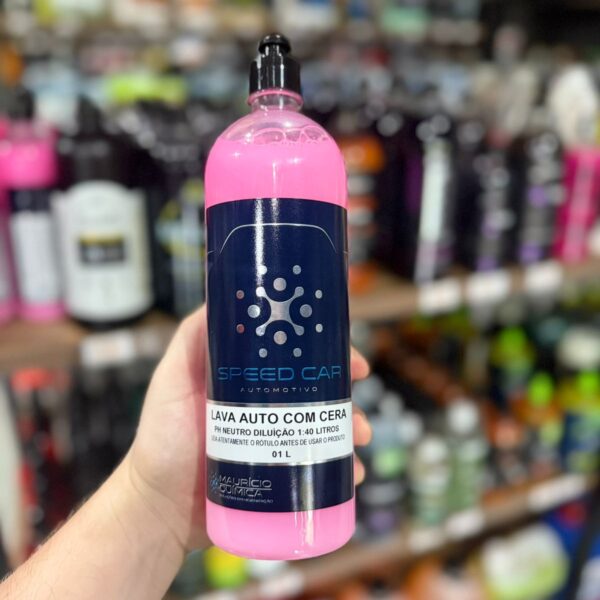 SPEED CAR
AUTOMOTIVO
LAVA AUTO COM CERA
PH NEUTRO DILUIÇÃO 1:40 LITROS
LEIA ATENTAMENTE O RÓTULO ANTES DE USAR O PRODUTO
01 L
MAURÍCIO
QUÍMICA